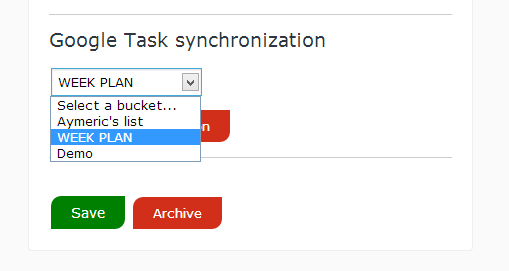 Google Task synchronization
WEEK PLAN
Select a bucket...
Aymeric's list
WEEK PLAN
Demo
Save
Archive